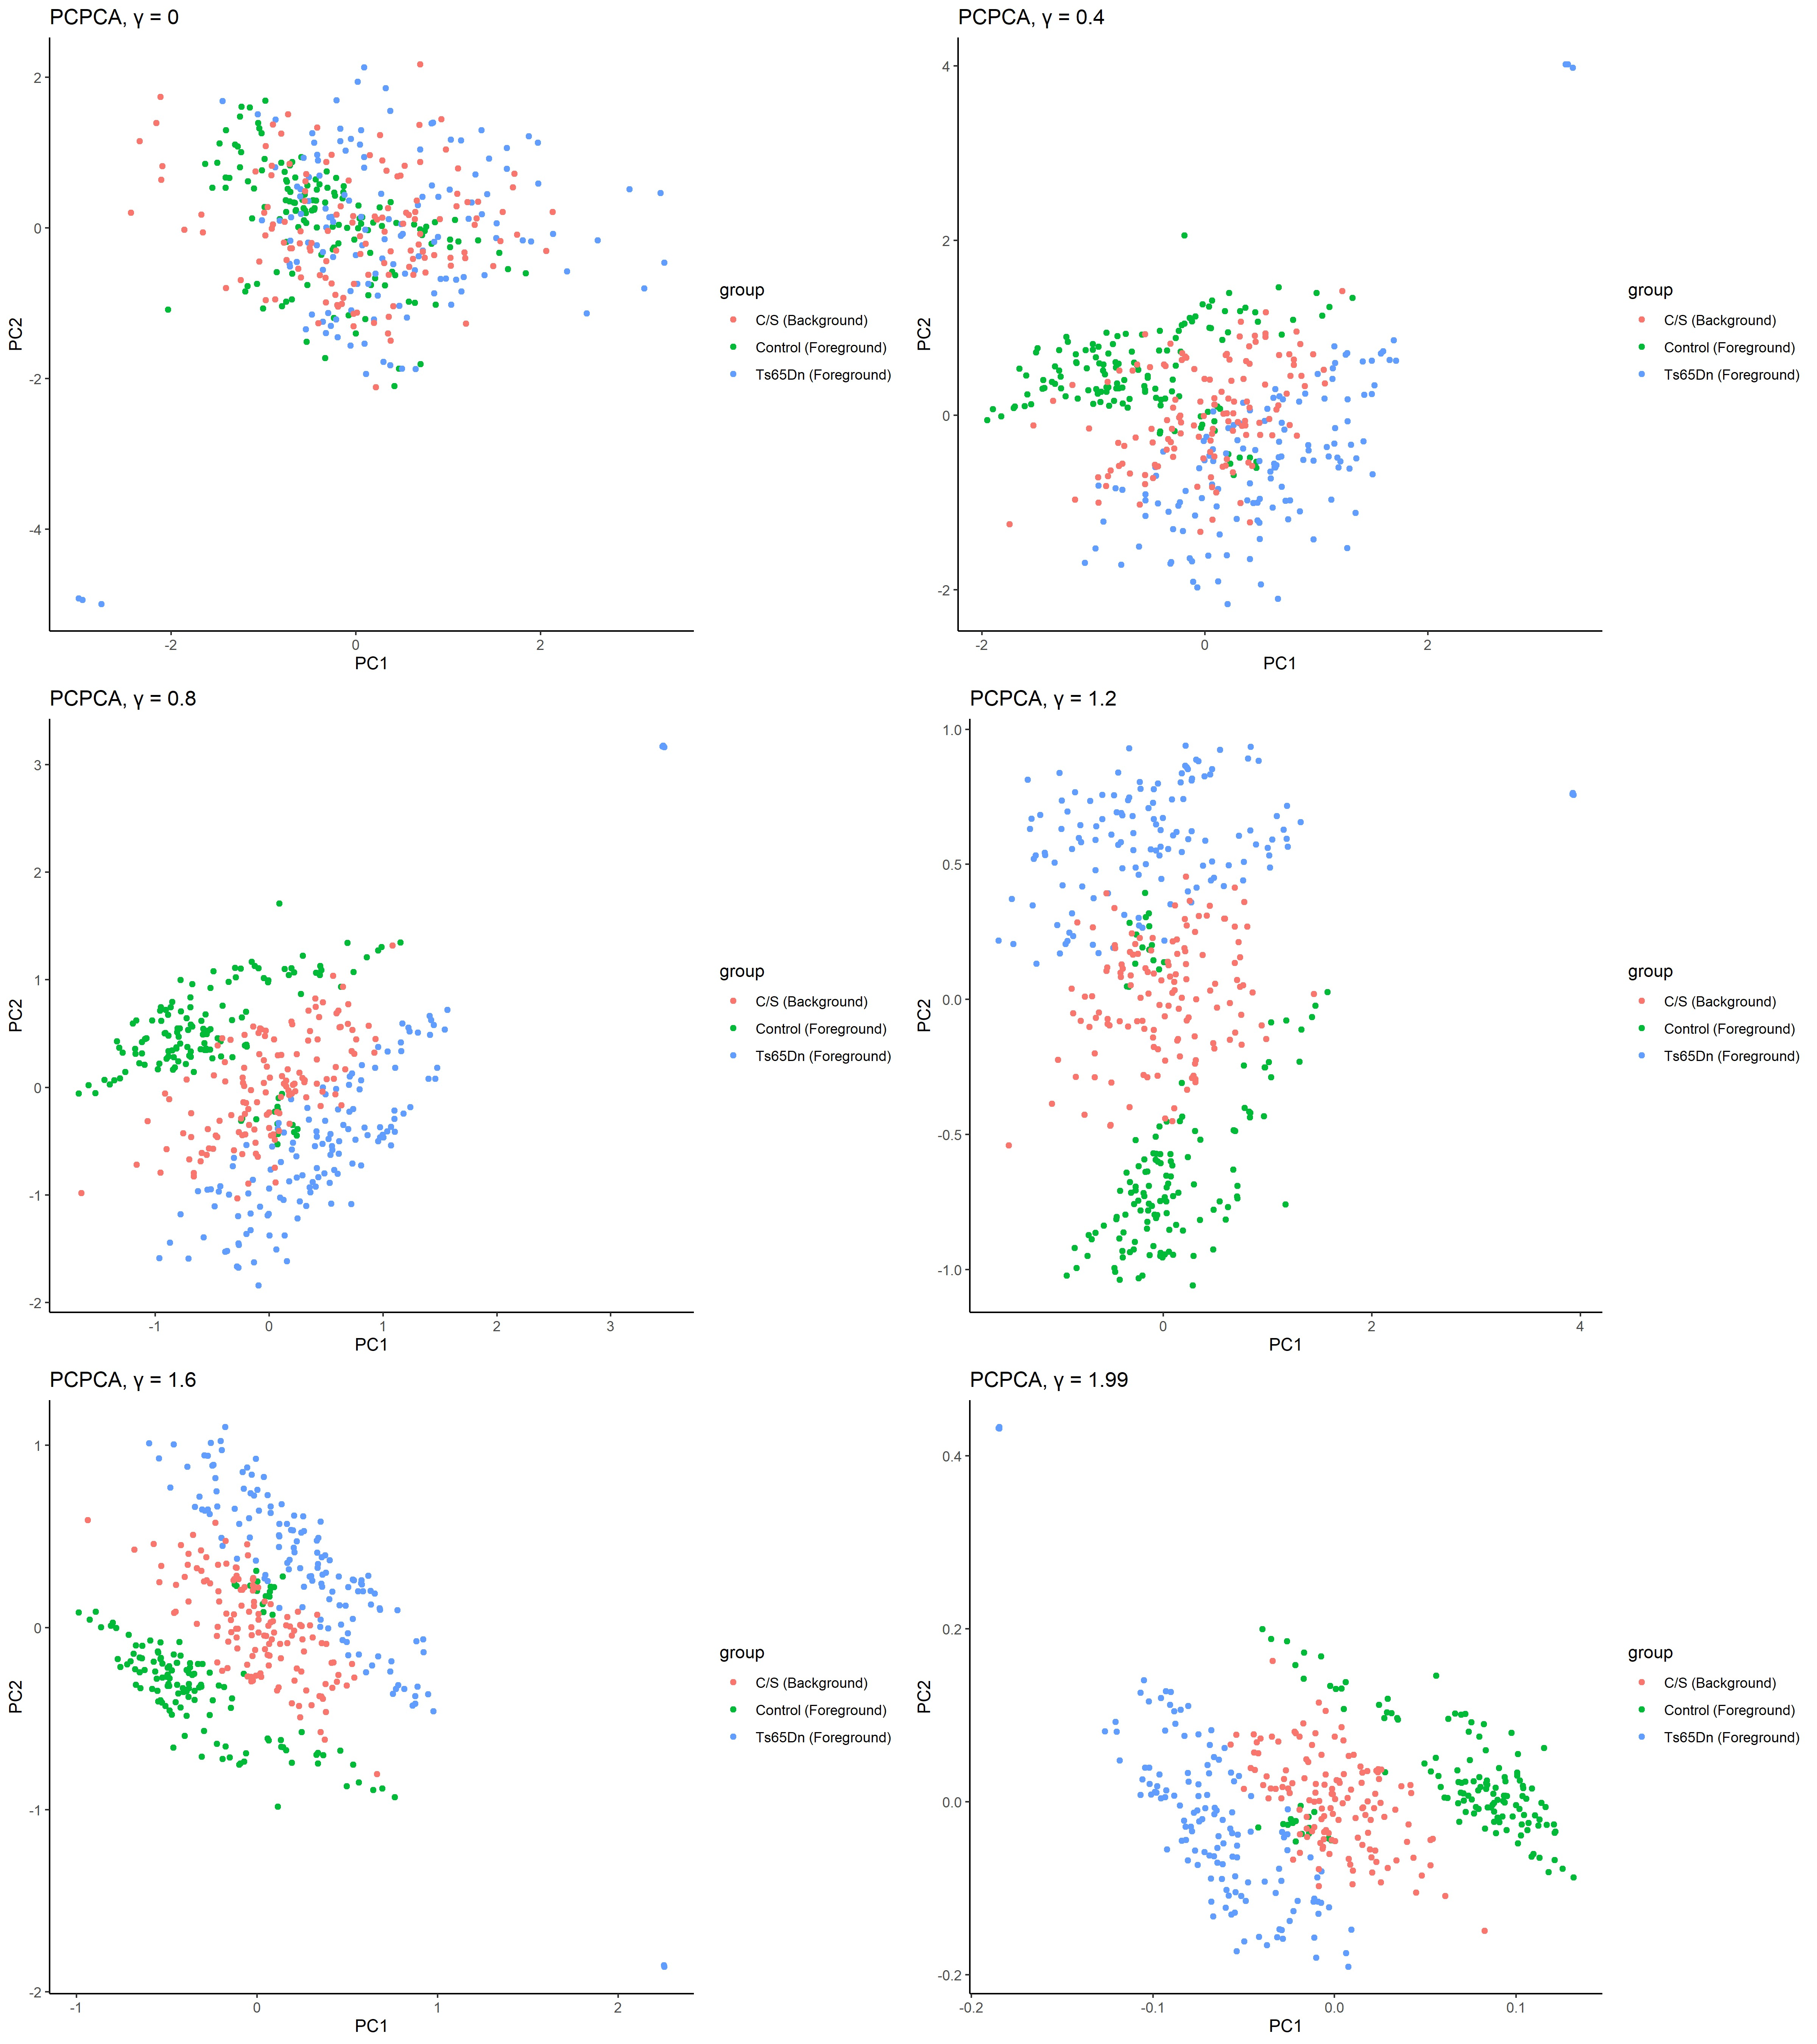 PCPCA, γ = 0
2
0
-2
-4
PC2
-2
0
2
PC1
group
C/S (Background)
Control (Foreground)
Ts65Dn (Foreground)
PCPCA, γ = 0.4
4
2
0
-2
PC2
-2
0
2
PC1
group
C/S (Background)
Control (Foreground)
Ts65Dn (Foreground)
PCPCA, γ = 0.8
3
2
1
0
-1
-2
PC2
-1
0
1
2
3
PC1
group
C/S (Background)
Control (Foreground)
Ts65Dn (Foreground)
PCPCA, γ = 1.2
1.0
0.5
0.0
-0.5
-1.0
PC2
0
2
4
PC1
group
C/S (Background)
Control (Foreground)
Ts65Dn (Foreground)
PCPCA, γ = 1.6
1
0
-1
-2
PC2
-1
0
1
2
PC1
group
C/S (Background)
Control (Foreground)
Ts65Dn (Foreground)
PCPCA, γ = 1.99
0.4
0.2
0.0
-0.2
PC2
-0.2
-0.1
0.0
0.1
PC1
group
C/S (Background)
Control (Foreground)
Ts65Dn (Foreground)